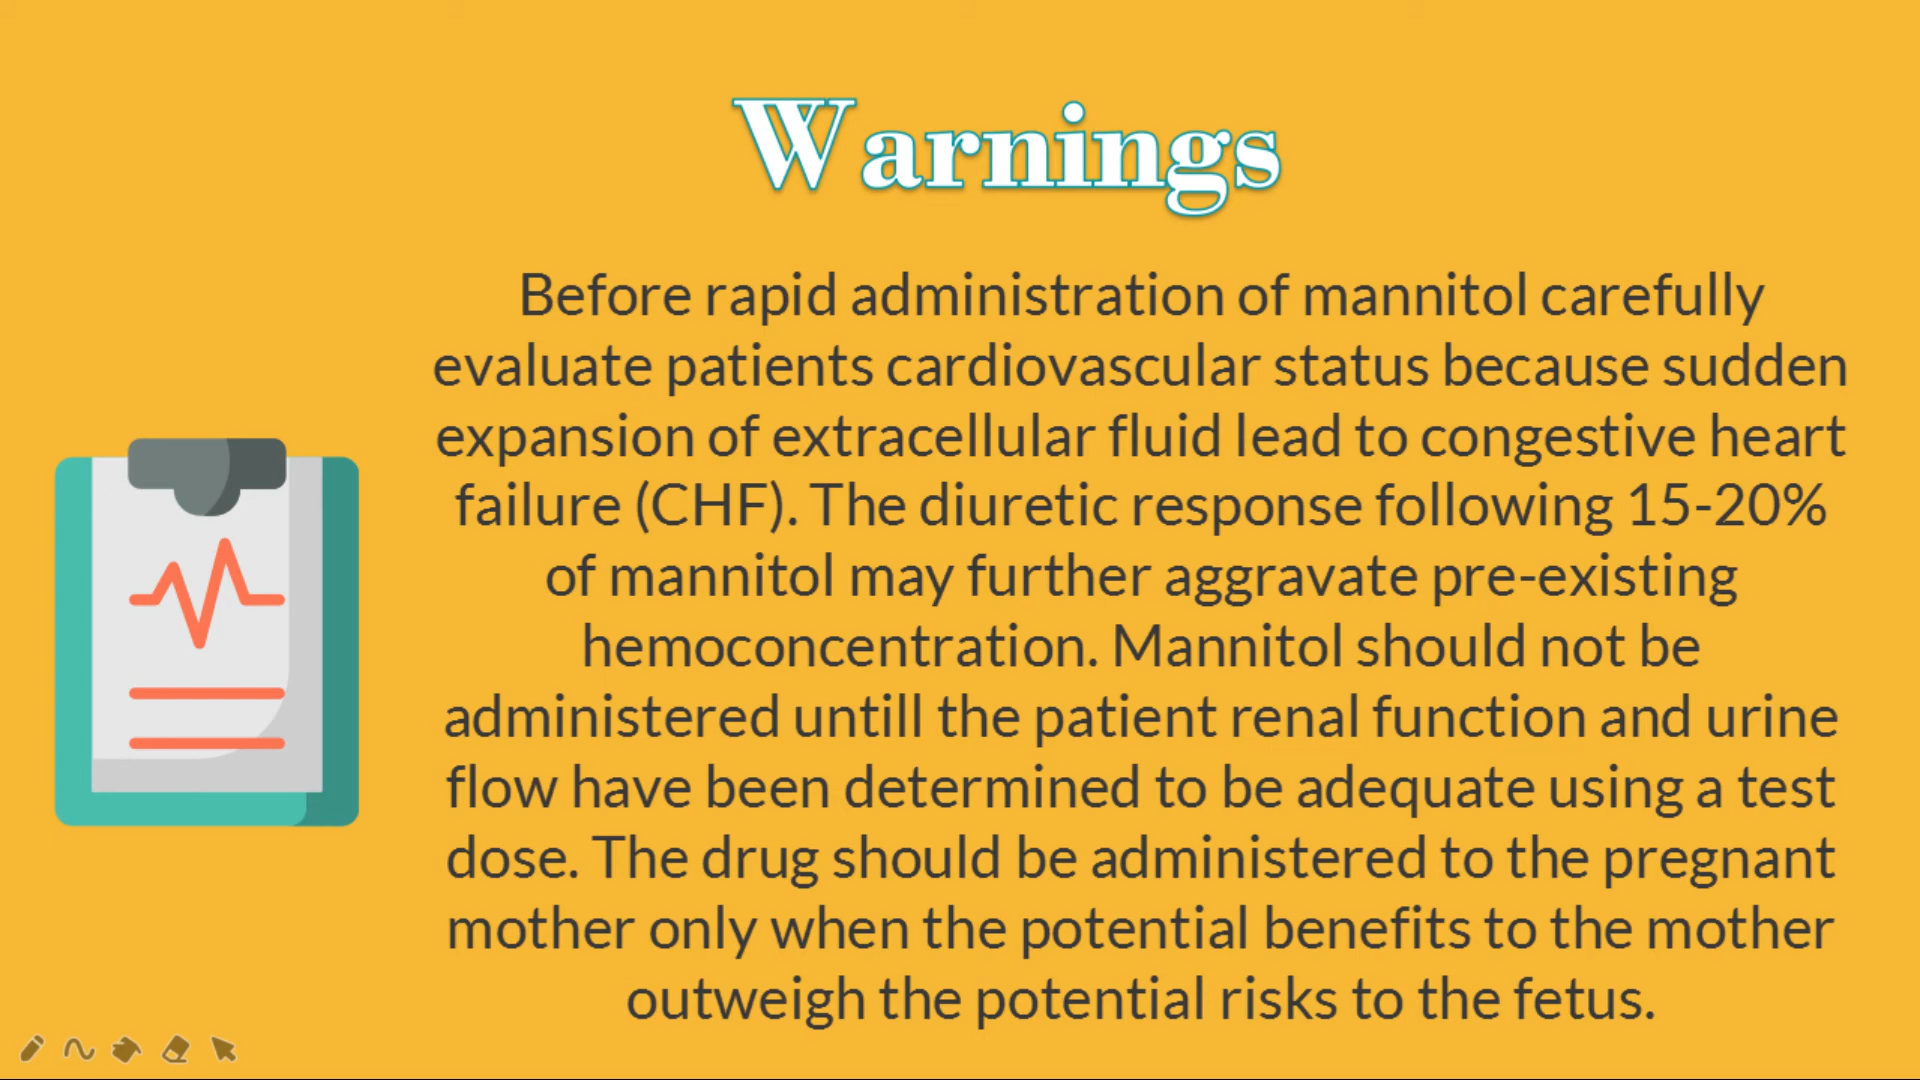 Warnings
Before rapid administration of mannitol carefully
evaluate patients cardiovascular status because sudden
expansion of extracellular fluid lead to congestive heart
failure (CHF). The diuretic response following 15-20%
of mannitol may further aggravate pre-existing
hemoconcentration. Mannitol should not be
administered untill the patient renal function and urine
flow have been determined to be adequate using a test
dose. The drug should be administered to the pregnant
mother only when the potential benefits to the mother
outweigh the potential risks to the fetus.